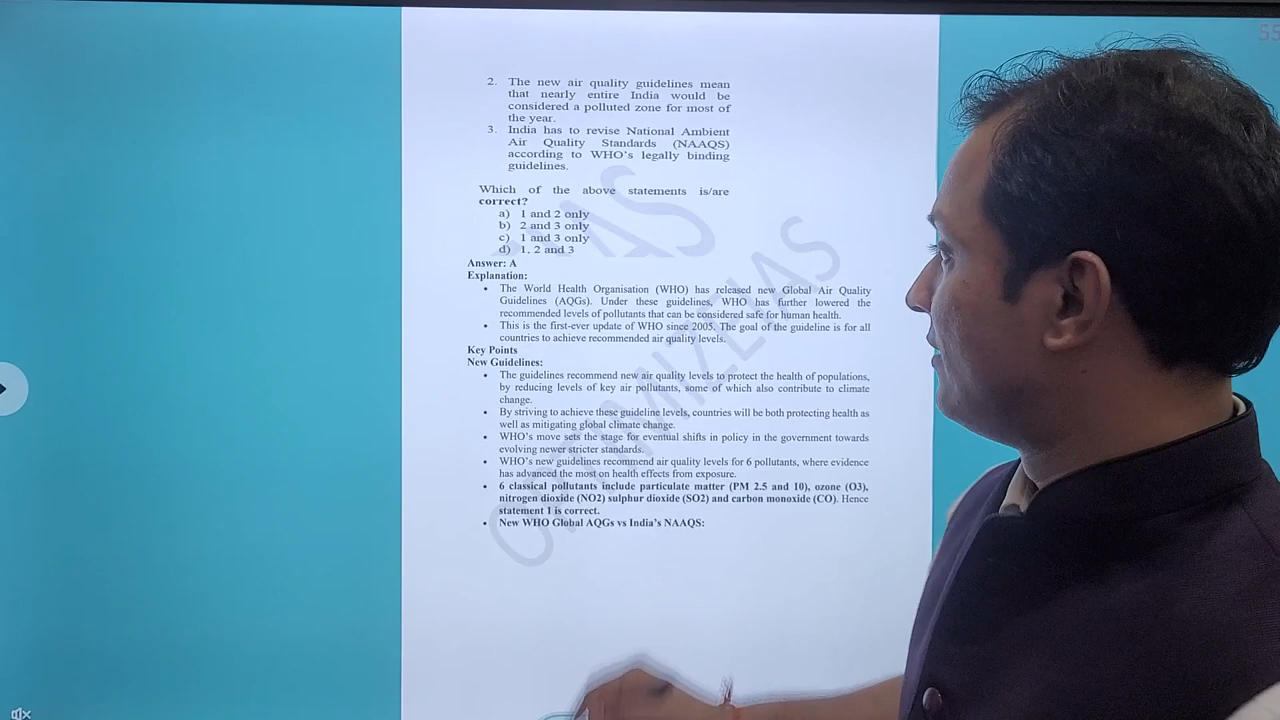 2. The new air quality guidelines mean
that nearly entire India would be
considered a polluted zone for most of
the year.
3. India has to revise National Ambient
Air Quality Standards (NAAQS)
according to WHO's legally binding
guidelines.
Which of the above statements is/are
correct?
a) 1 and 2 only
b) 2 and 3 only
c) 1 and 3 only
d) 1, 2 and 3
Answer: A
Explanation:
• The World Health Organisation (WHO) has released new Global Air Quality
Guidelines (AQGs). Under these guidelines, WHO has further lowered the
recommended levels of pollutants that can be considered safe for human health.
• This is the first-ever update of WHO since 2005. The goal of the guideline is for all
countries to achieve recommended air quality levels.
Key Points
New Guidelines:
• The guidelines recommend new air quality levels to protect the health of populations,
by reducing levels of key air pollutants, some of which also contribute to climate
change.
• By striving to achieve these guideline levels, countries will be both protecting health as
well as mitigating global climate change.
• WHO's move sets the stage for eventual shifts in policy in the government towards
evolving newer stricter standards.
• WHO's new guidelines recommend air quality levels for 6 pollutants, where evidence
has advanced the most on health effects from exposure.
• 6 classical pollutants include particulate matter (PM 2.5 and 10), ozone (O3),
nitrogen dioxide (NO2) sulphur dioxide (SO2) and carbon monoxide (CO). Hence
statement 1 is correct.
• New WHO Global AQGs vs India's NAAQS: